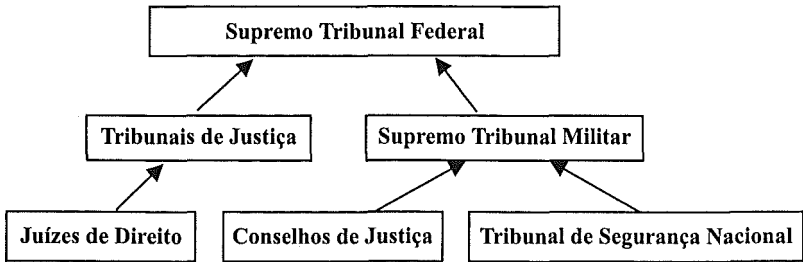 Supremo Tribunal Federal
Tribunais de Justiça
Supremo Tribunal Militar
Juízes de Direito
Conselhos de Justiça
Tribunal de Segurança Nacional